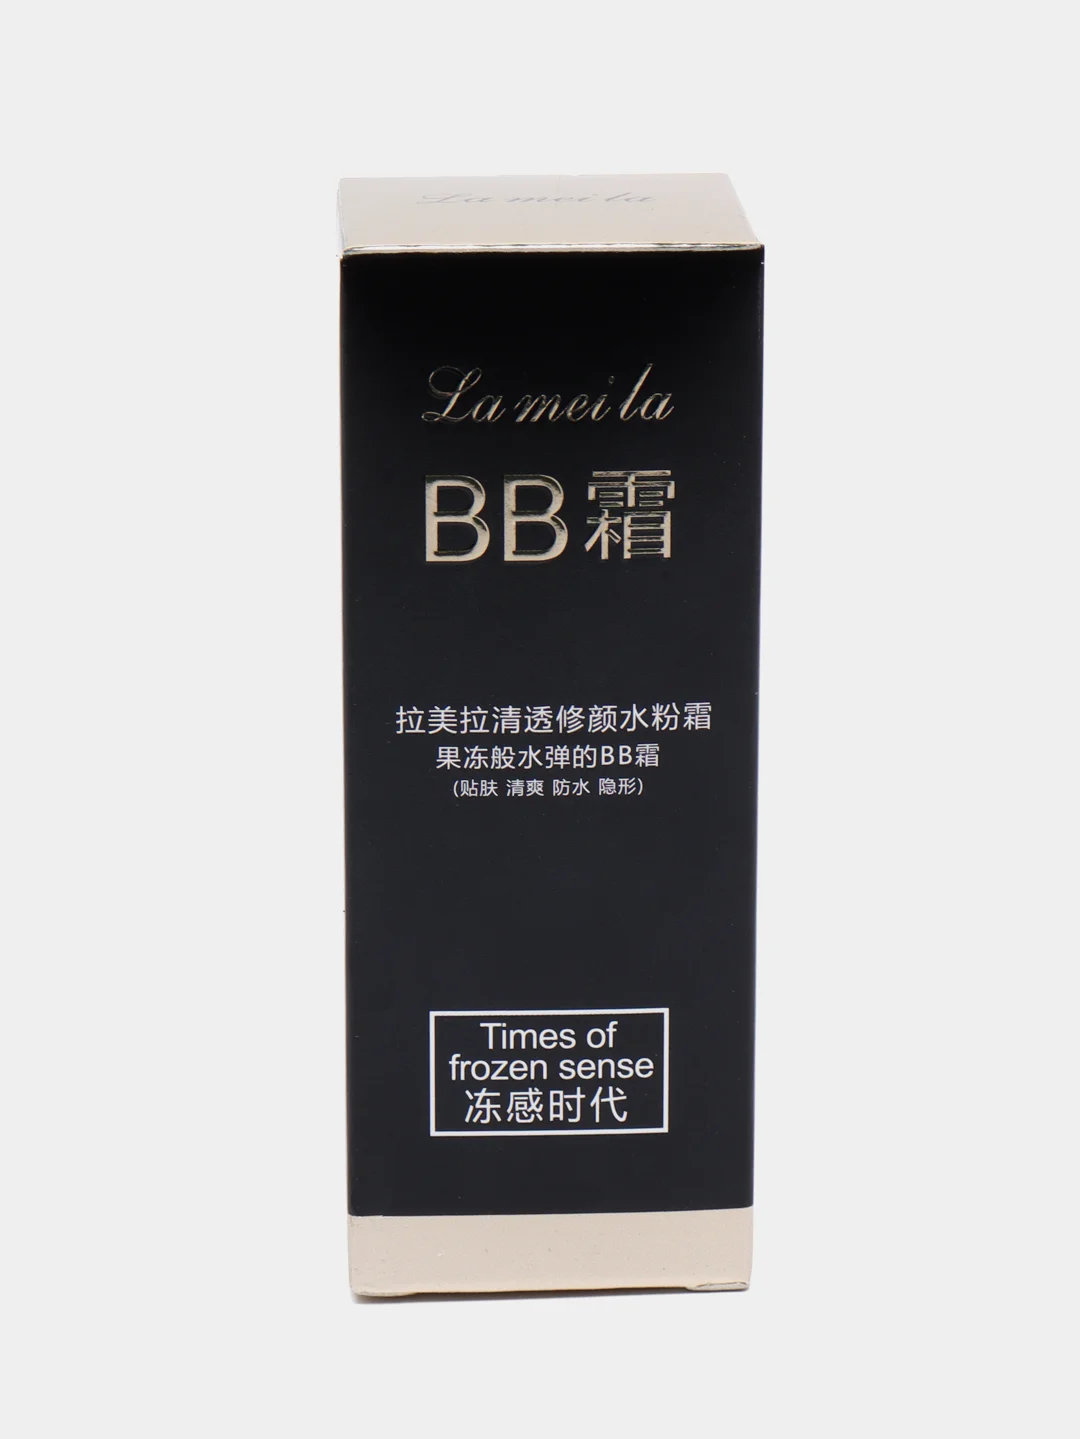 La mei la
La mei la
BB霜
拉美拉清透修颜水粉霜
果冻般水弹的BB霜
(贴肤 清爽 防水 隐形)
Times of
frozen sense
冻感时代